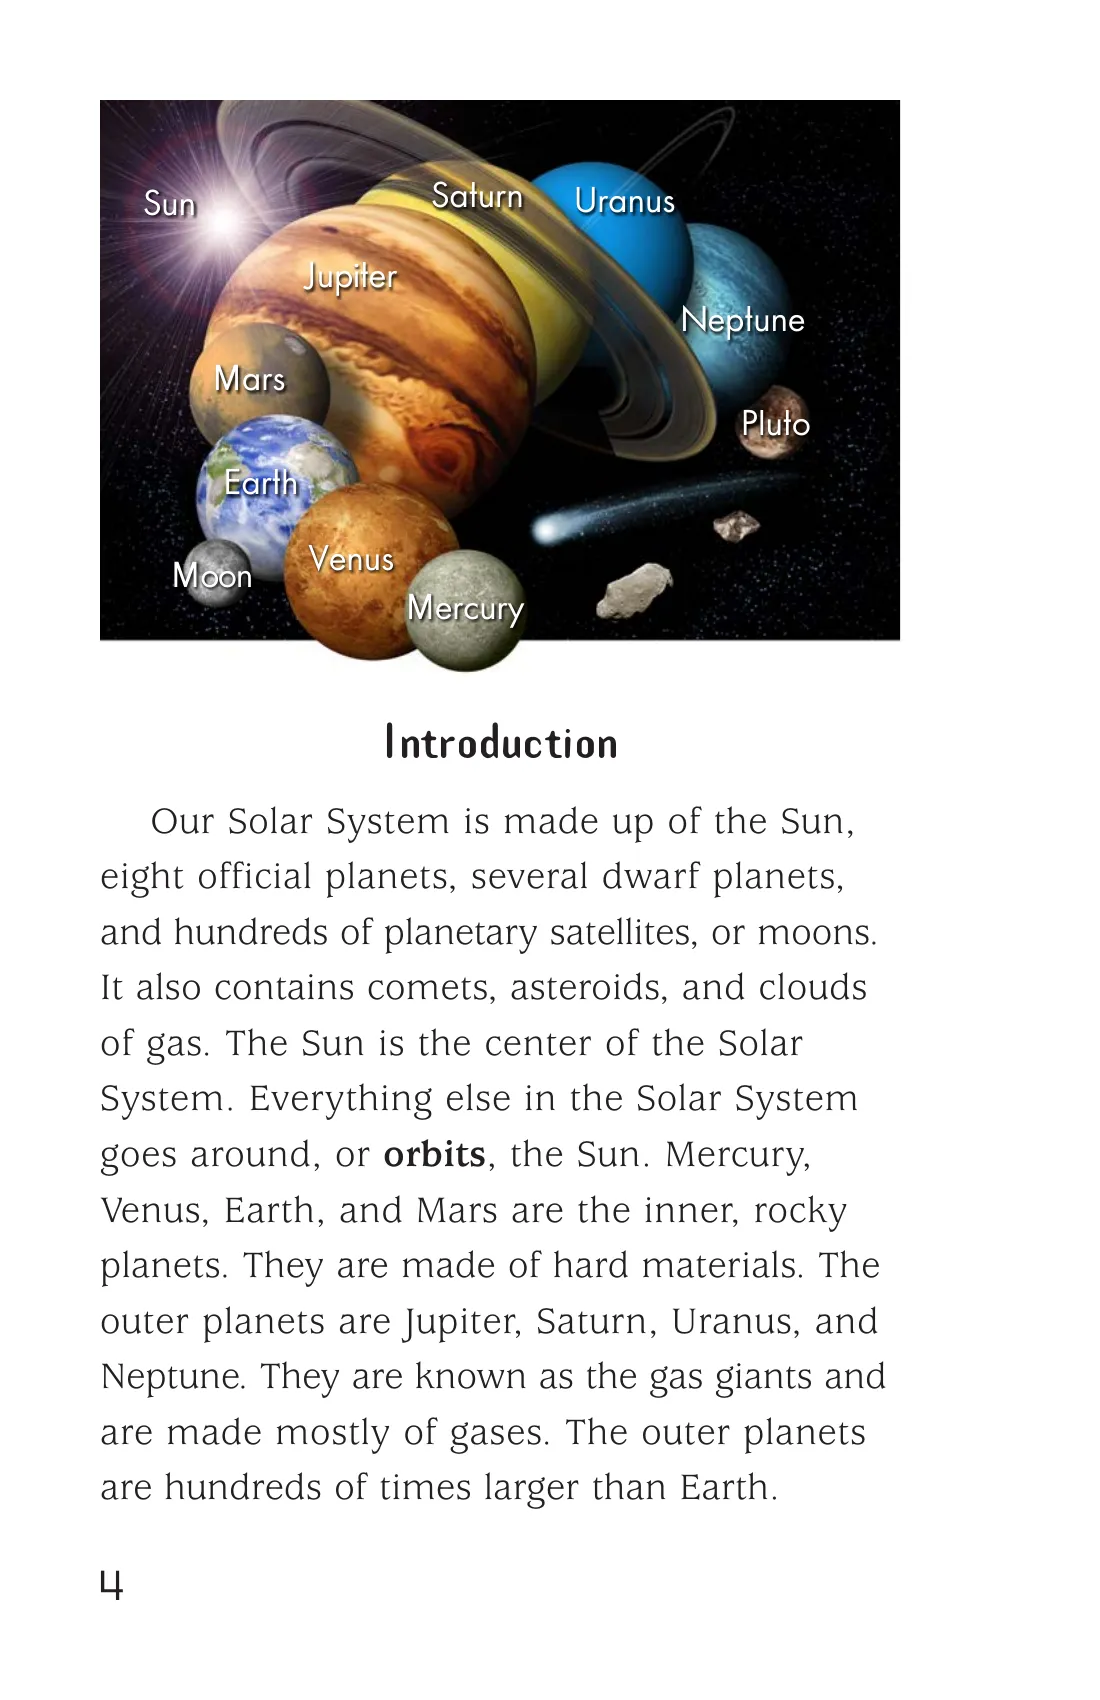 Sun
Saturn
Uranus
Jupiter
Neptune
Mars
Pluto
Earth
Venus
Moon
Mercury
Introduction
Our Solar System is made up of the Sun,
eight official planets, several dwarf planets,
and hundreds of planetary satellites, or moons.
It also contains comets, asteroids, and clouds
of gas. The Sun is the center of the Solar
System. Everything else in the Solar System
goes around, or orbits, the Sun. Mercury,
Venus, Earth, and Mars are the inner, rocky
planets. They are made of hard materials. The
outer planets are Jupiter, Saturn, Uranus, and
Neptune. They are known as the gas giants and
are made mostly of gases. The outer planets
are hundreds of times larger than Earth.
4